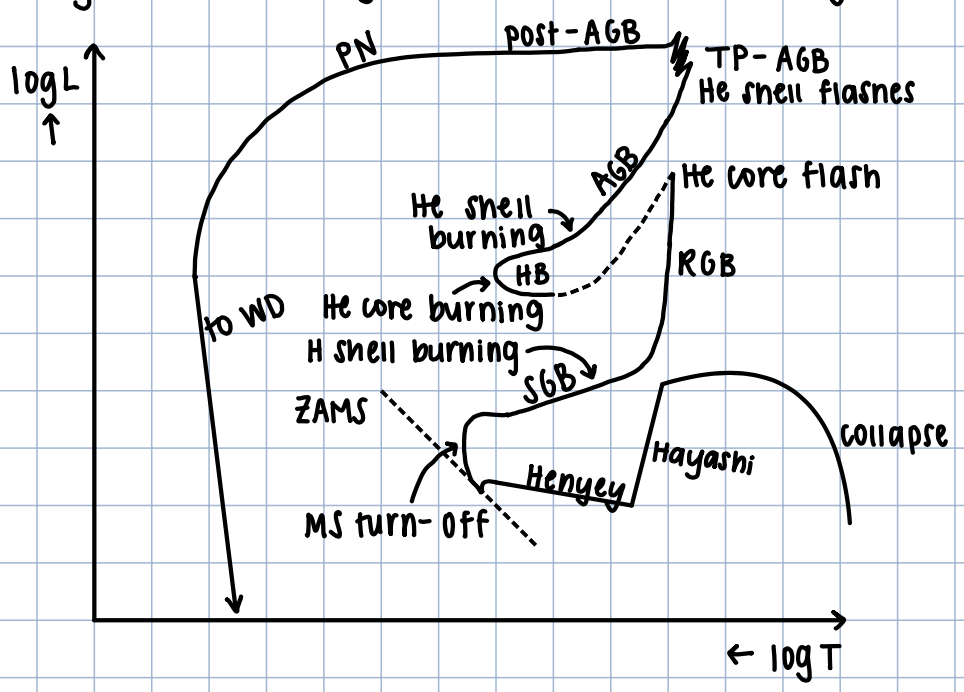 log L
↑
PN
post-AGB
TP-AGB
He shell flasnes
AGB
He core flash
He shell
burning
HB
RGB
to WD
He core burning
H shell burning
SGB
ZAMS
Henyey
Hayashi
collapse
MS turn-off
← log T